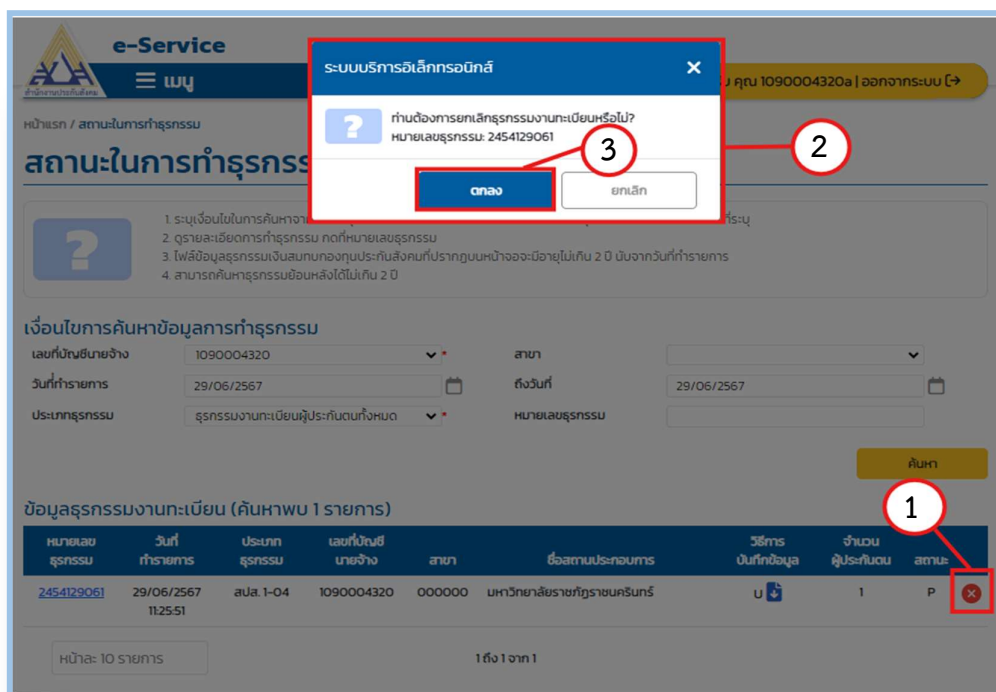 e-Service
สำนักงานประกันสังคม
เมนู
คุณ 1090004320a | ออกจากระบบ
ระบบบริการอิเล็กทรอนิกส์
ท่านต้องการยกเลิกธุรกรรมงานทะเบียนหรือไม่?
หมายเลขธุรกรรม: 2454129061
3
2
ตกลง
ยกเลิก
หน้าแรก / สถานะในการทำธุรกรรม
สถานะในการทำธุรกรร
1. ระบุเงื่อนไขในการค้นหาจา
ที่ระบุ
2. ดูรายละเอียดการทำธุรกรรม กดที่หมายเลขธุรกรรม
3. ไฟล์ข้อมูลธุรกรรมเงินสมทบกองทุนประกันสังคมที่ปรากฏบนหน้าจอจะมีอายุไม่เกิน 2 ปี นับจากวันที่ทำรายการ
4. สามารถค้นหาธุรกรรมย้อนหลังได้ไม่เกิน 2 ปี
เงื่อนไขการค้นหาข้อมูลการทำธุรกรรม
เลขที่บัญชีนายจ้าง 1090004320 * สาขา
วันที่ทำรายการ 29/06/2567 ถึงวันที่ 29/06/2567
ประเภทธุรกรรม ธุรกรรมงานทะเบียนผู้ประกันตนทั้งหมด * หมายเลขธุรกรรม
ค้นหา
1
ข้อมูลธุรกรรมงานทะเบียน (ค้นหาพบ 1 รายการ)
หมายเลข วันที่ ประเภท เลขที่บัญชี วิธีการ จำนวน
ธุรกรรม ทำรายการ ธุรกรรม นายจ้าง สาขา ชื่อสถานประกอบการ บันทึกข้อมูล ผู้ประกันตน สถานะ
2454129061 29/06/2567 สปส. 1-04 1090004320 000000 มหาวิทยาลัยราชภัฏราชนครินทร์ U 1 P
11:25:51
หน้าละ 10 รายการ
1 ถึง 1 จาก 1